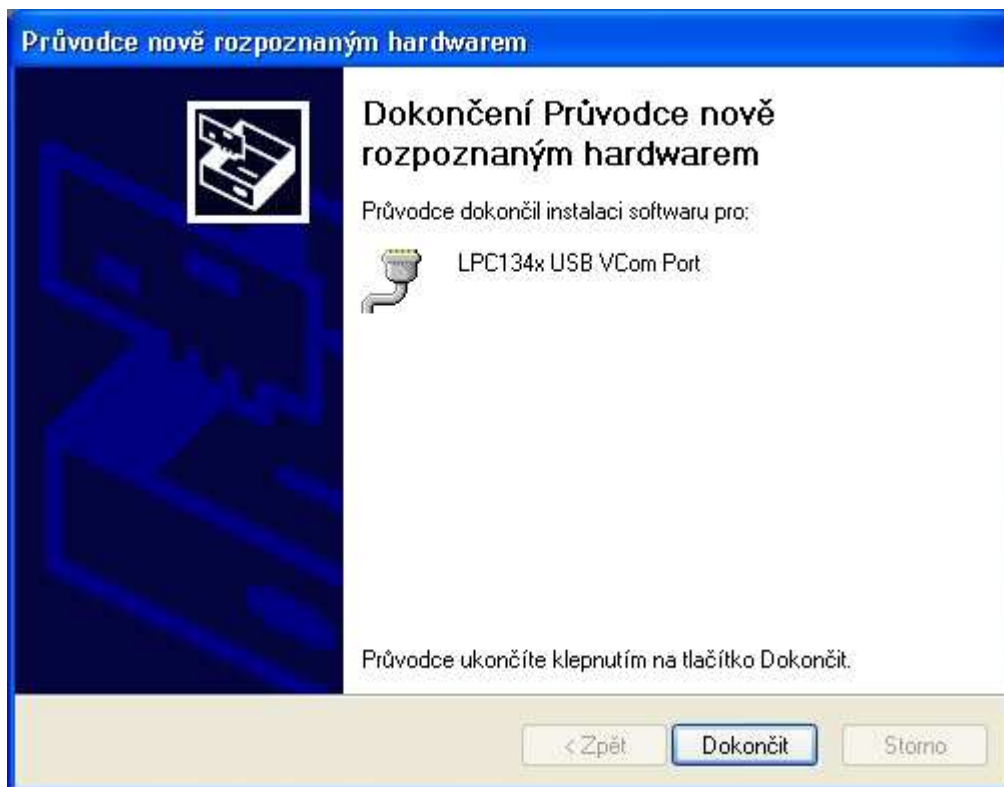 Průvodce nově rozpoznaným hardwarem
Dokončení Průvodce nově
rozpoznaným hardwarem
Průvodce dokončil instalaci softwaru pro:
LPC134x USB VCom Port
Průvodce ukončíte klepnutím na tlačítko Dokončit.
< Zpět Dokončit Storno